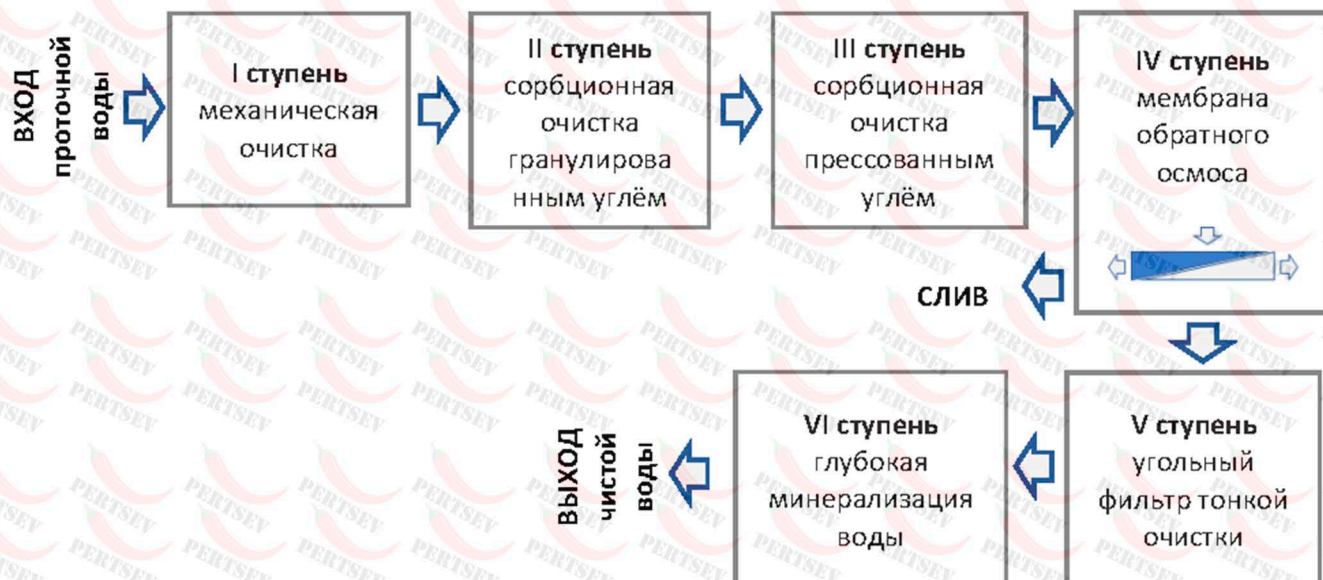 ВХОД
проточной
воды
I ступень
механическая
очистка
II ступень
сорбционная
очистка
гранулирова
нным углём
III ступень
сорбционная
очистка
прессованным
углём
IV ступень
мембрана
обратного
осмоса
СЛИВ
V ступень
угольный
фильтр тонкой
очистки
VI ступень
глубокая
минерализация
воды
ВЫХОД
чистой
воды
PERTSEV